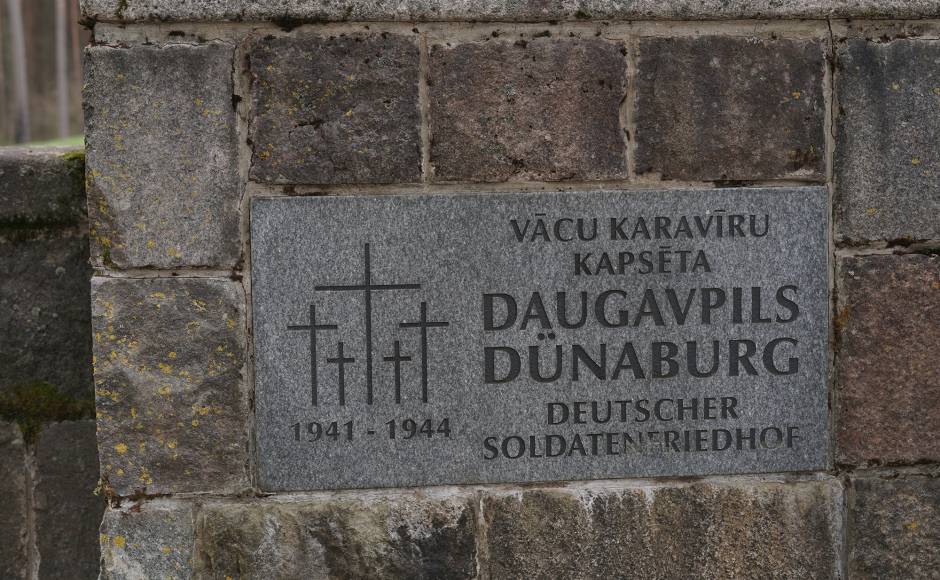 VĀCU KARAVĪRU
KAPSĒTA
DAUGAVPILS
DÜNABURG
DEUTSCHER
SOLDATENFRIEDHOF
1941 - 1944